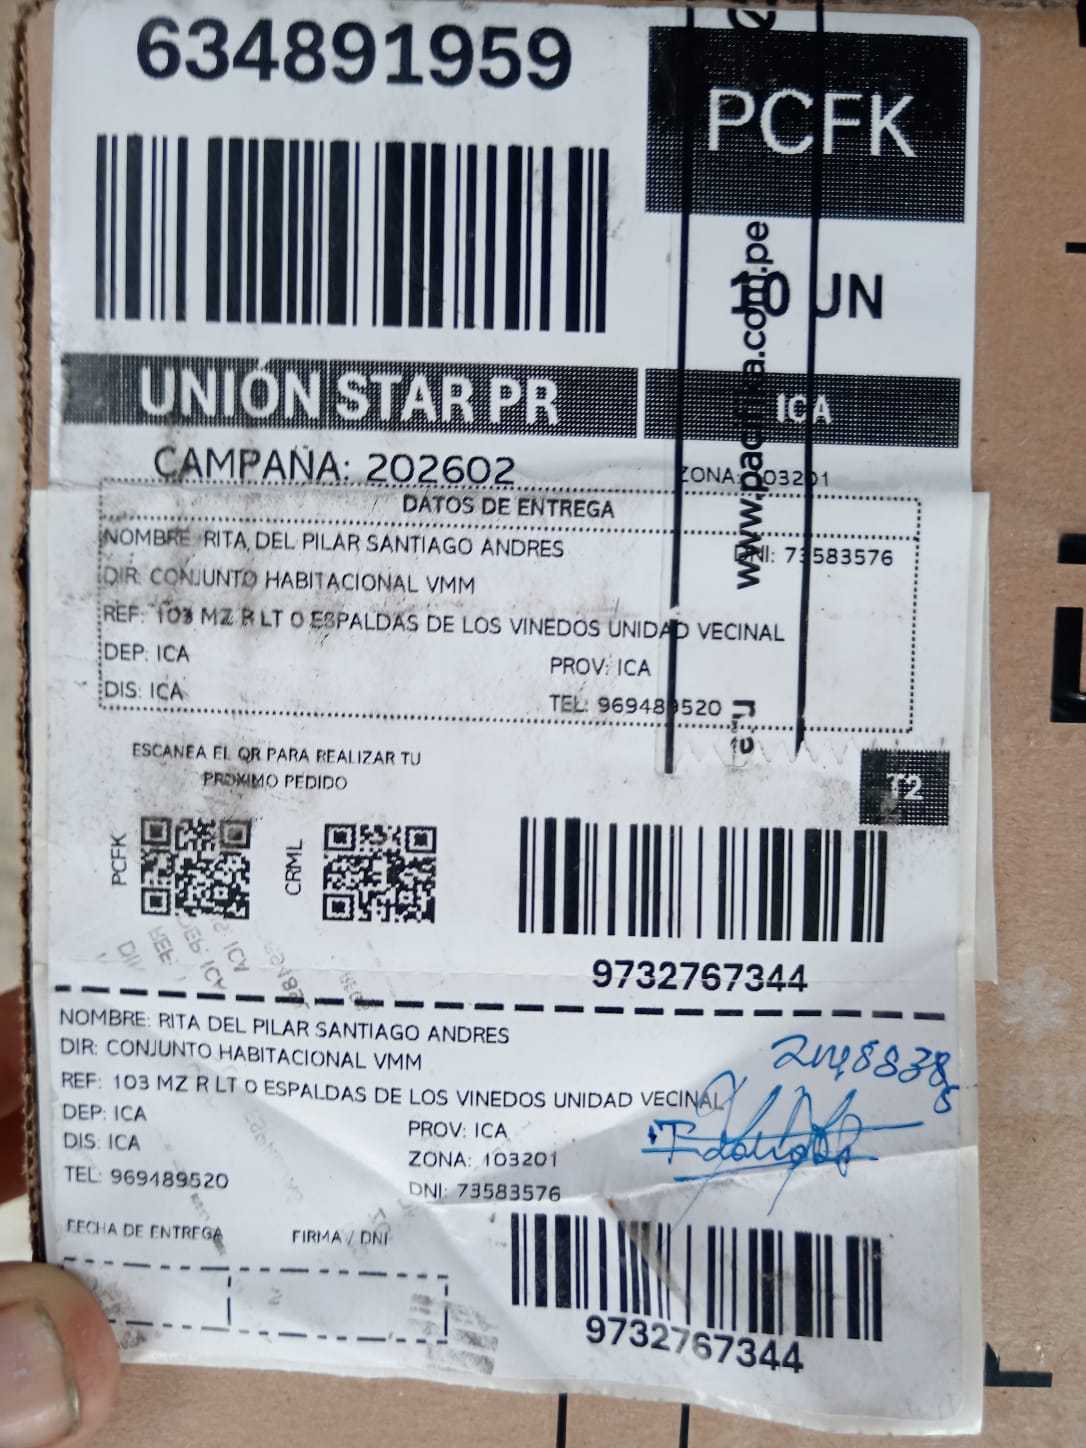 634891959
PCFK
10 UN
www.pacifika.com.pe
UNIÓN STAR PR
ICA
CAMPAÑA: 202602
ZONA: 103201
DATOS DE ENTREGA
NOMBRE: RITA DEL PILAR SANTIAGO ANDRES
DNI: 73583576
DIR: CONJUNTO HABITACIONAL VMM
REF: 103 MZ R LT O ESPALDAS DE LOS VINEDOS UNIDAD VECINAL
DEP: ICA
PROV: ICA
DIS: ICA
TEL: 969489520
ESCANEA EL QR PARA REALIZAR TU
PROXIMO PEDIDO
T2
PCFK
CRML
9732767344
NOMBRE: RITA DEL PILAR SANTIAGO ANDRES
DIR: CONJUNTO HABITACIONAL VMM
REF: 103 MZ R LT O ESPALDAS DE LOS VINEDOS UNIDAD VECINAL
DEP: ICA
PROV: ICA
DIS: ICA
ZONA: 103201
TEL: 969489520
DNI: 73583576
FECHA DE ENTREGA
FIRMA / DNI
9732767344